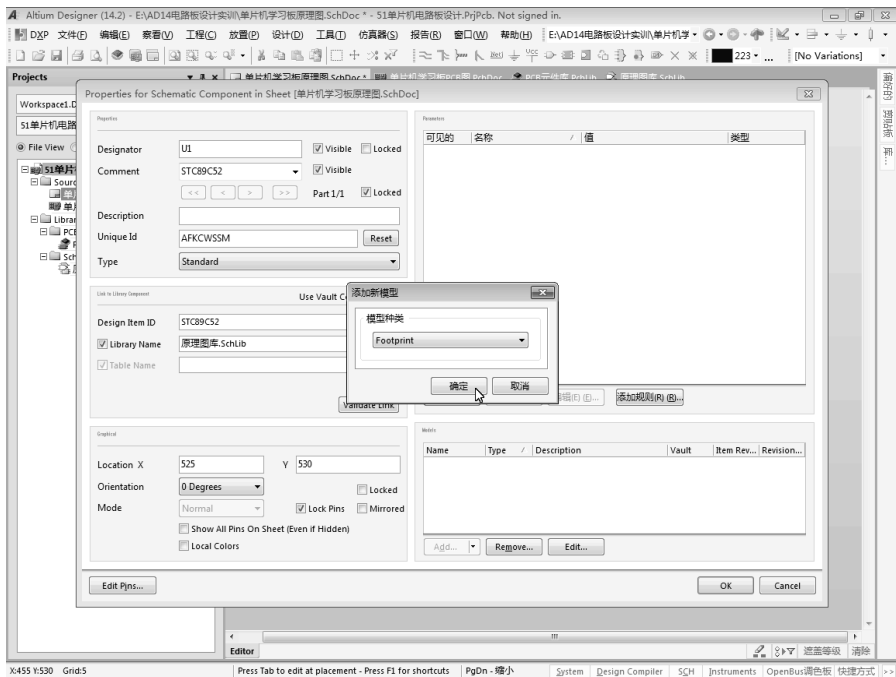 Altium Designer (14.2) - E:\AD14电路板设计实训\单片机学习板原理图.SchDoc * - 51单片机电路板设计.PrjPcb. Not signed in.
DXP 文件(F) 编辑(E) 察看(V) 工程(C) 放置(P) 设计(D) 工具(T) 仿真器(S) 报告(R) 窗口(W) 帮助(H) E:\AD14电路板设计实训\单片机学
223 ... [No Variations]
Projects
单片机学习板原理图.SchDoc * 单片机学习板PCB图.PcbDoc PCB元件库.PcbLib 原理图库.SchLib
Properties for Schematic Component in Sheet [单片机学习板原理图.SchDoc]
Workspace1.D
51单片机电路
File View
51单片
Sourc
单
单
Librar
PCB
P
Sch
Properties
Designator U1 Visible Locked
Comment STC89C52 Visible
<< < > >> Part 1/1 Locked
Description
Unique Id AFKCWSSM Reset
Type Standard
Parameters
可见的 名称 / 值 类型
Link to Library Component
Use Vault C
Design Item ID STC89C52
Library Name 原理图库.SchLib
Table Name
Validate Link
添加新模型
模型种类
Footprint
确定 取消
编辑(E) (E)... 添加规则(R) (R)...
Graphical
Location X 525 Y 530
Orientation 0 Degrees Locked
Mode Normal Lock Pins Mirrored
Show All Pins On Sheet (Even if Hidden)
Local Colors
Models
Name Type / Description Vault Item Rev... Revision...
Add... Remove... Edit...
Edit Pins... OK Cancel
Editor 遮盖等级 清除
X:455 Y:530 Grid:5 Press Tab to edit at placement - Press F1 for shortcuts PgDn - 缩小 System Design Compiler SCH Instruments OpenBus调色板 快捷方式 >>
剪贴板
库...